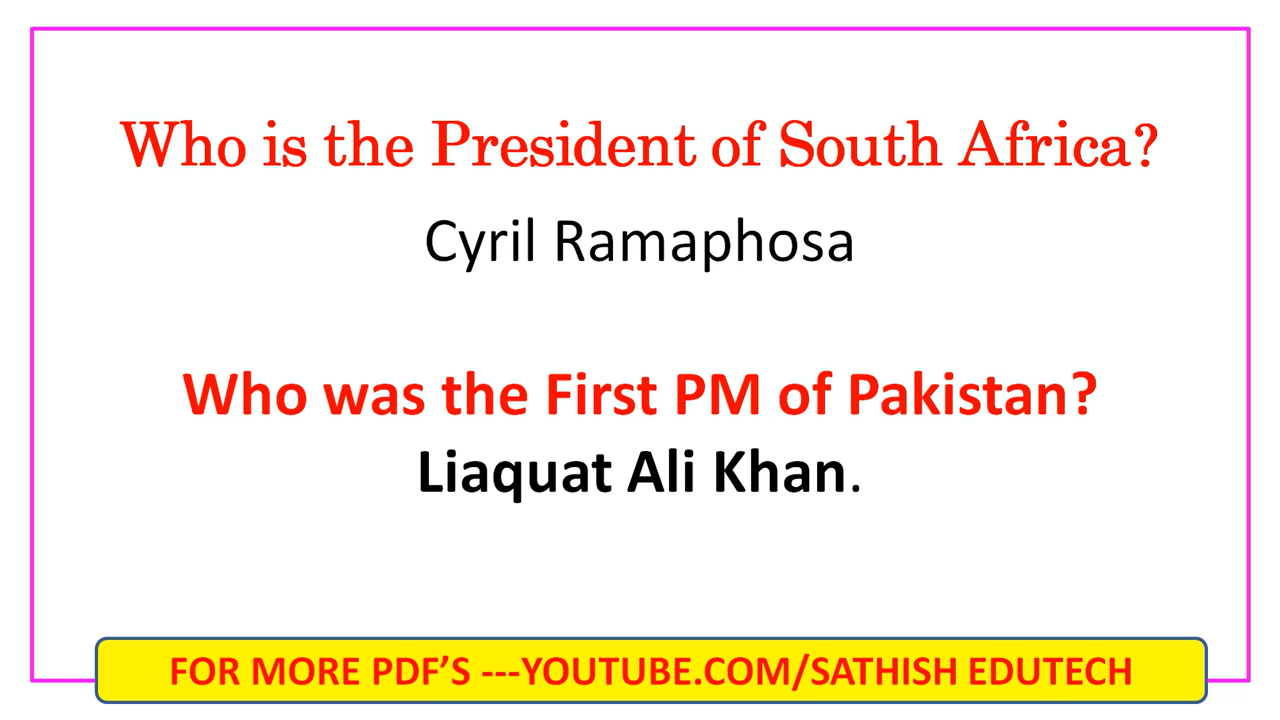 Who is the President of South Africa?
Cyril Ramaphosa
Who was the First PM of Pakistan?
Liaquat Ali Khan.
FOR MORE PDF’S ---YOUTUBE.COM/SATHISH EDUTECH